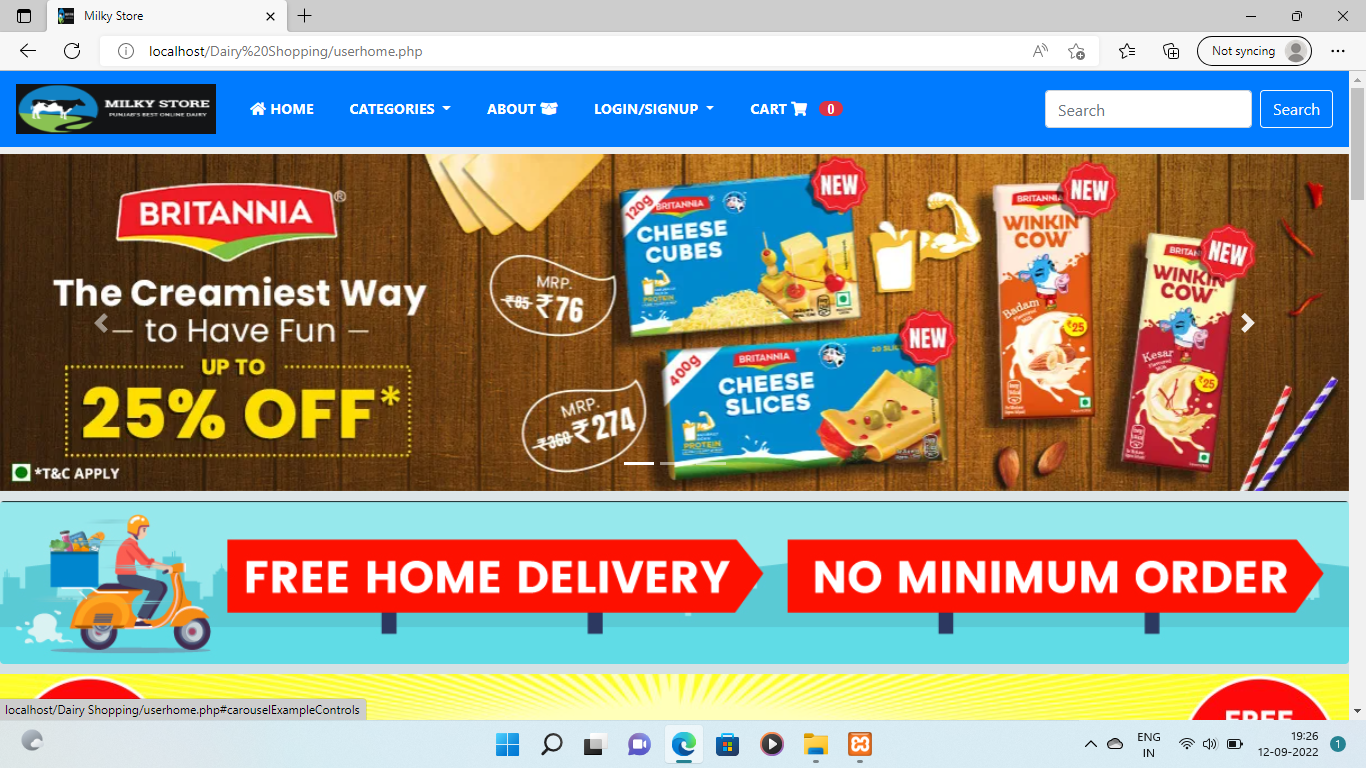 Milky Store
localhost/Dairy%20Shopping/userhome.php
Not syncing
MILKY STORE
PUNJAB'S BEST ONLINE DAIRY
HOME
CATEGORIES
ABOUT
LOGIN/SIGNUP
CART
0
Search
Search
BRITANNIA®
The Creamiest Way
— to Have Fun —
UP TO
25% OFF*
*T&C APPLY
MRP.
₹85- ₹76
MRP.
₹360 ₹274
120g
BRITANNIA
CHEESE
CUBES
PROTEIN
NEW
400g
BRITANNIA
CHEESE
SLICES
PROTEIN
NEW
BRITANNIA
WINKIN'
COW
Badam
Flavoured
Milk
₹25
NEW
WINKIN'
COW
Kesar
Flavoured
Milk
₹25
NEW
FREE HOME DELIVERY
NO MINIMUM ORDER
FREE
localhost/Dairy Shopping/userhome.php#carouselExampleControls
ENG
IN
19:26
12-09-2022
1